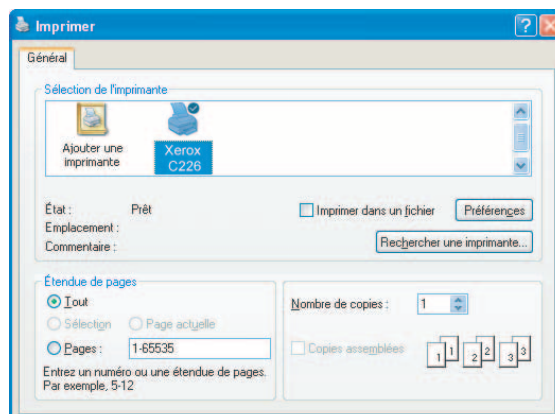 Imprimer
Général
Sélection de l'imprimante
Ajouter une
imprimante
Xerox
C226
État : Prêt
Emplacement :
Commentaire :
Imprimer dans un fichier
Préférences
Rechercher une imprimante...
Étendue de pages
Tout
Sélection
Page actuelle
Pages : 1-65535
Entrez un numéro ou une étendue de pages.
Par exemple, 5-12
Nombre de copies : 1
Copies assemblées
1 1 2 2 3 3